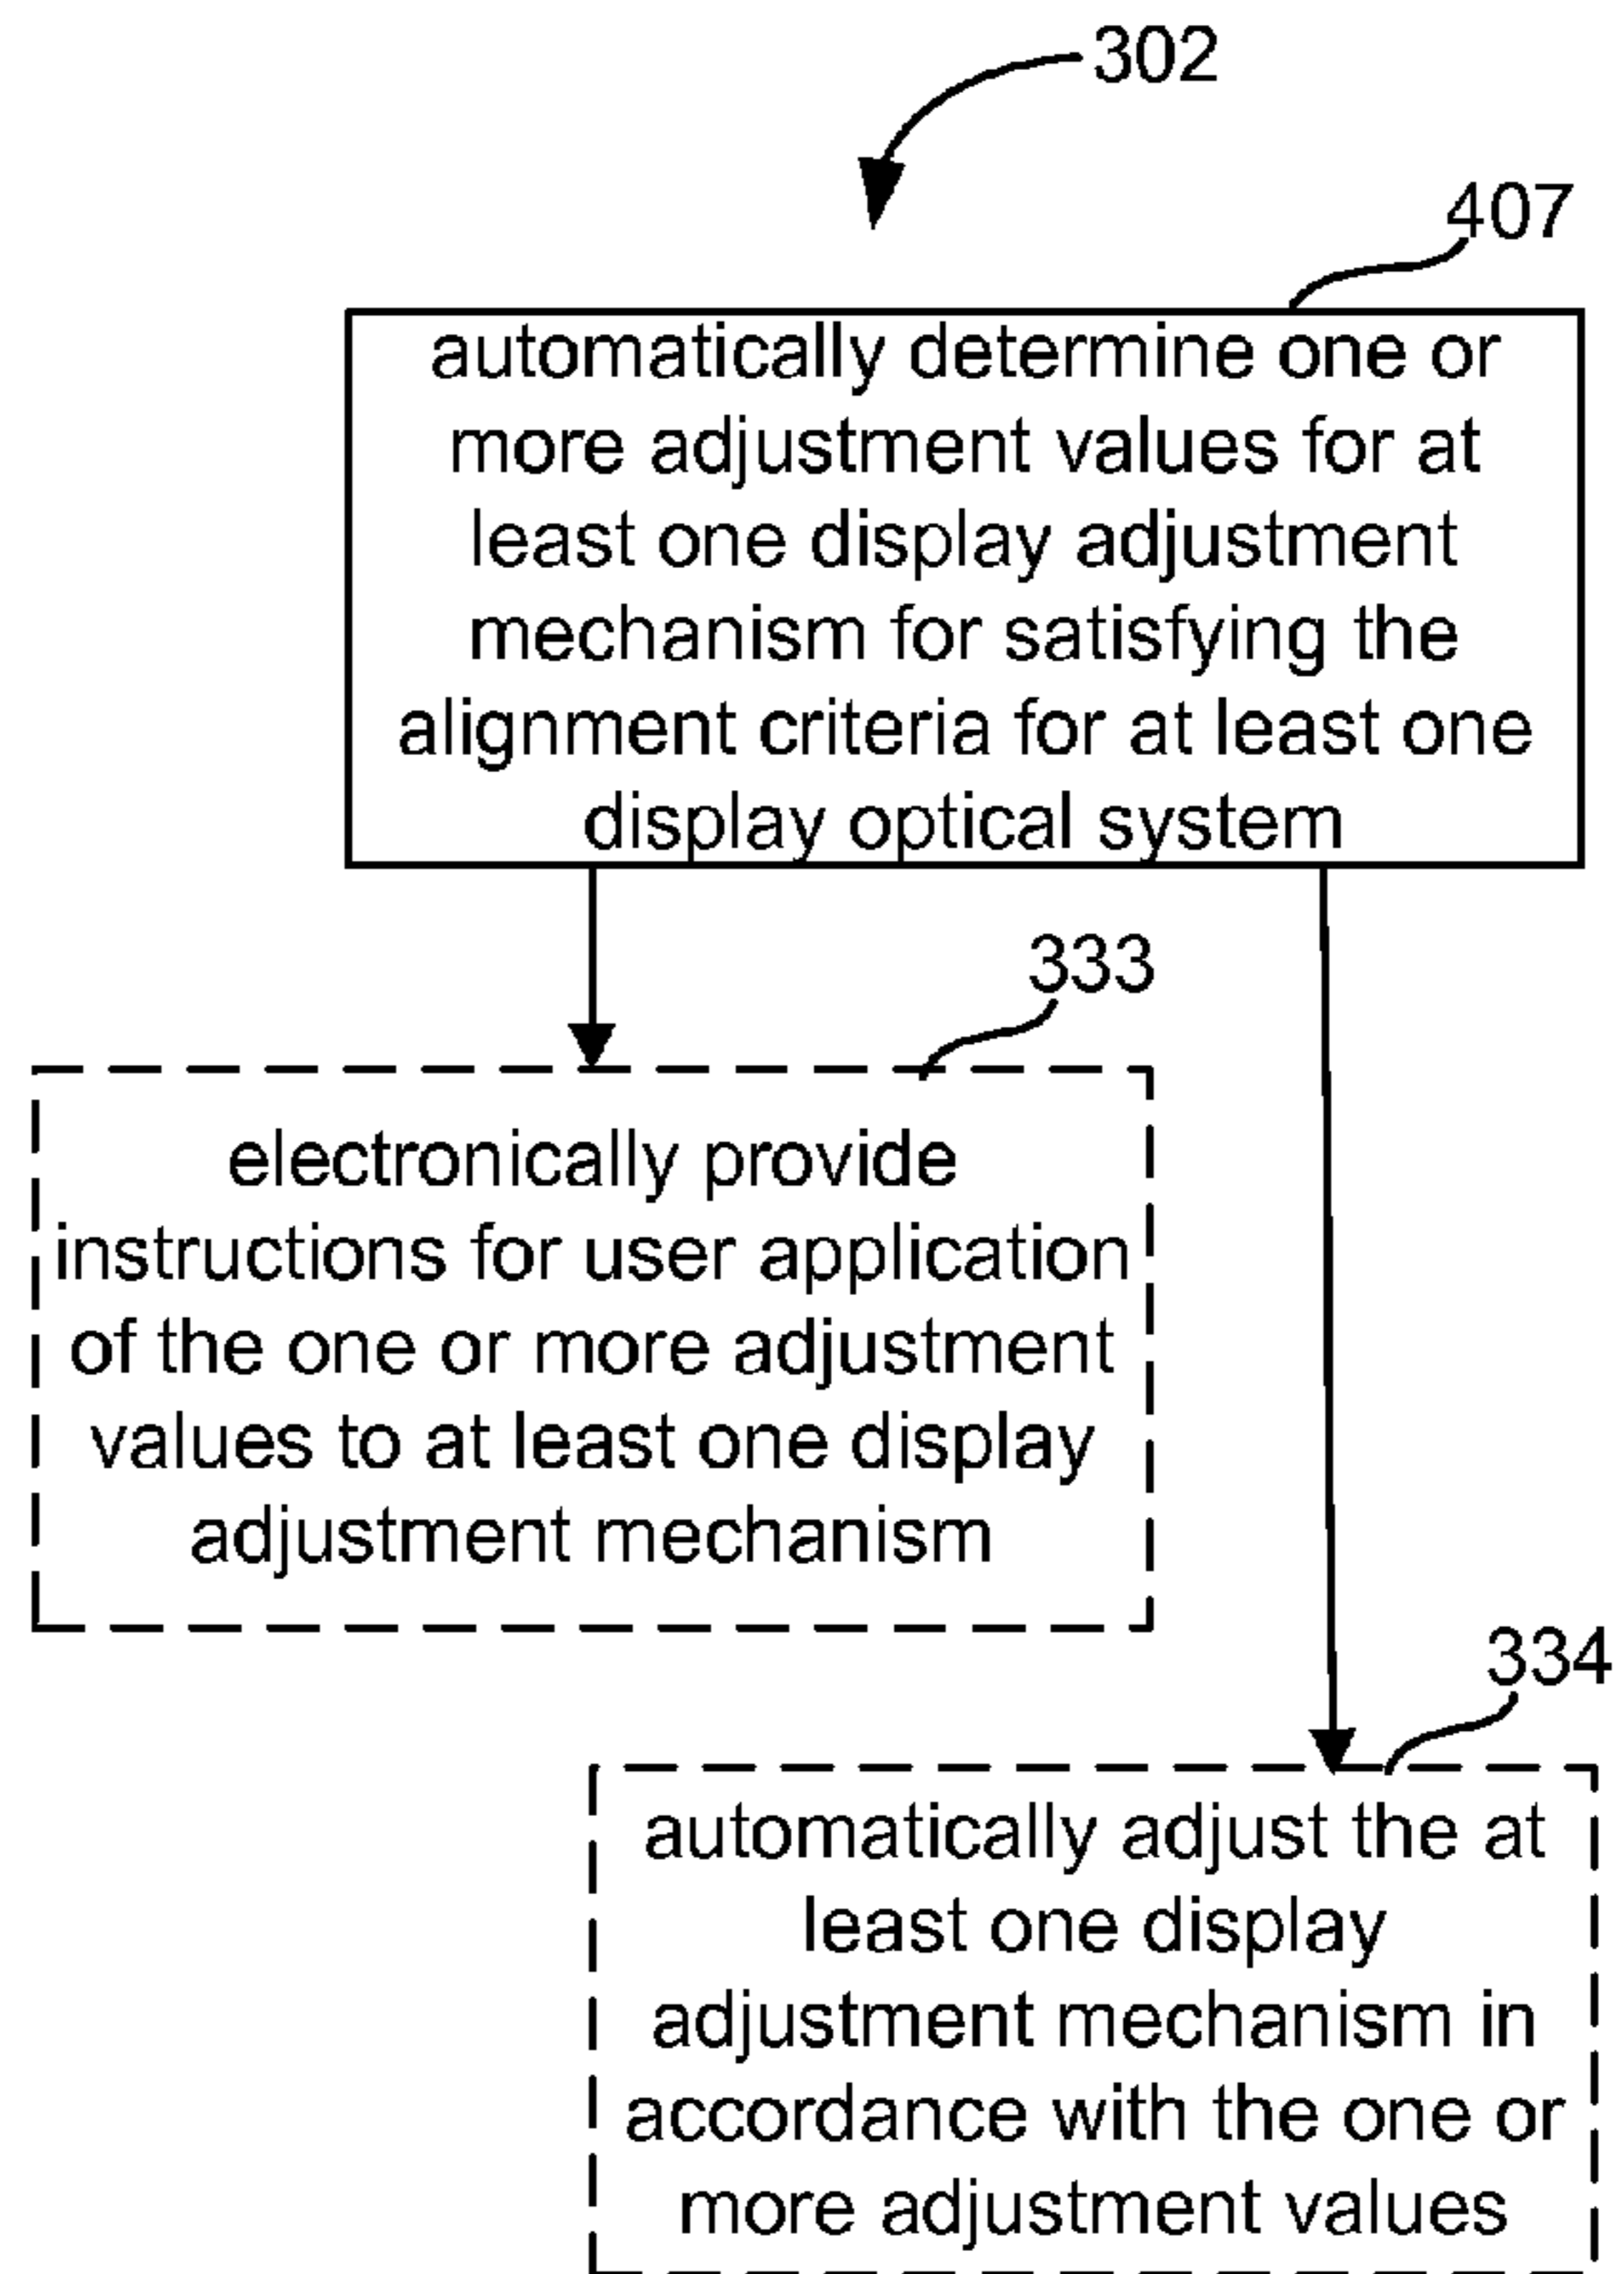 302
407
automatically determine one or
more adjustment values for at
least one display adjustment
mechanism for satisfying the
alignment criteria for at least one
display optical system
333
electronically provide
instructions for user application
of the one or more adjustment
values to at least one display
adjustment mechanism
334
automatically adjust the at
least one display
adjustment mechanism in
accordance with the one or
more adjustment values